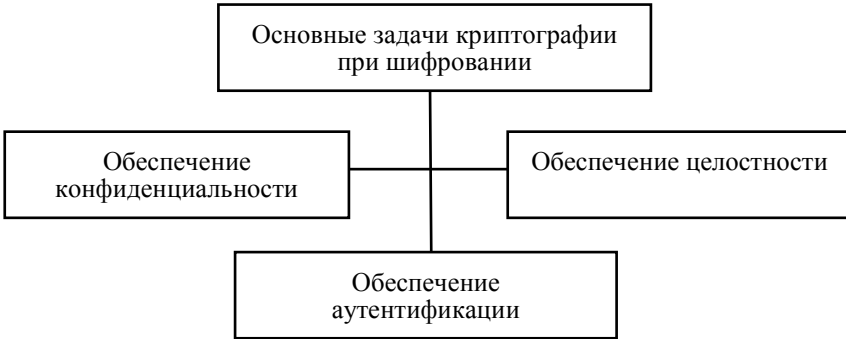 Основные задачи криптографии
при шифровании
Обеспечение
конфиденциальности
Обеспечение целостности
Обеспечение
аутентификации